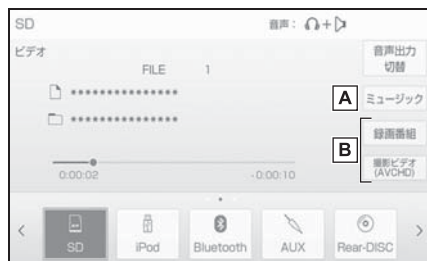 SD
音声：
ビデオ
FILE 1
音声出力
切替
***************
A ミュージック
***************
録画番組
B
撮影ビデオ
(AVCHD)
0:00:02
-0:00:10
SD
iPod
Bluetooth
AUX
Rear-DISC